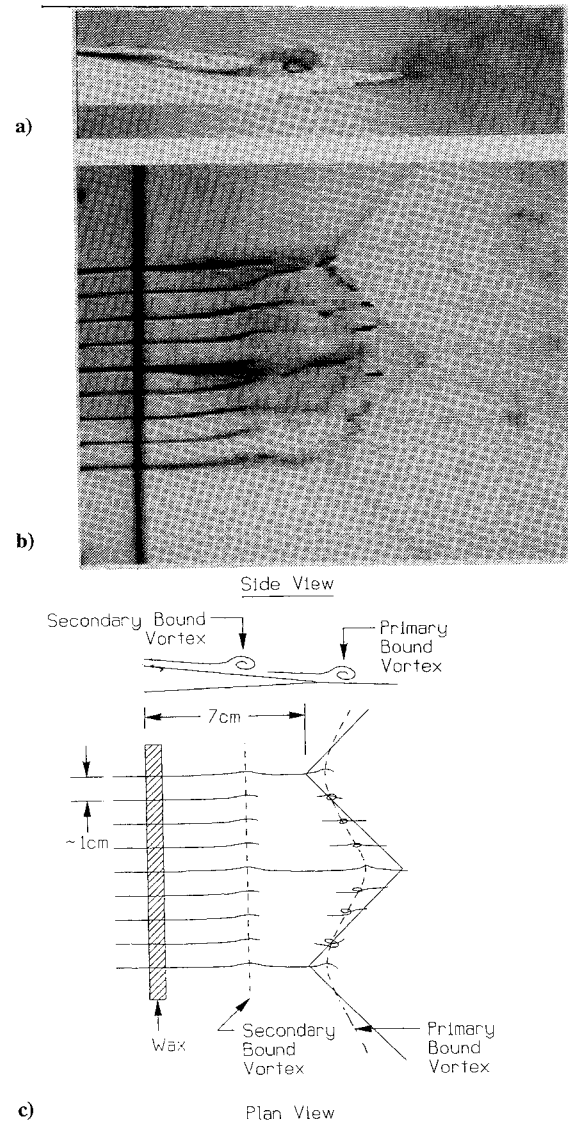 a)
b)
Side View
Secondary Bound
Vortex
Primary
Bound
Vortex
7cm
~1cm
Wax
Secondary
Bound
Vortex
Primary
Bound
Vortex
c)
Plan View